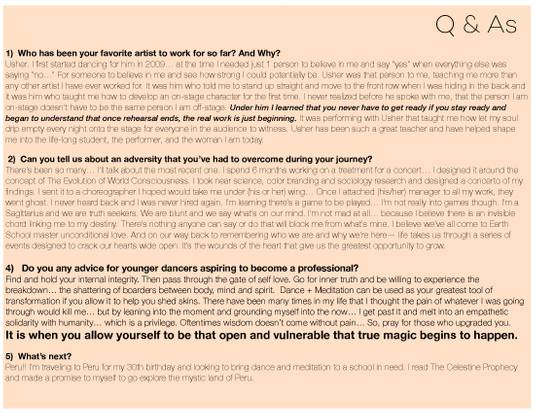 Q & As
1) Who has been your favorite artist to work for so far? And Why?
Usher. I first started dancing for him in 2009… at the time I needed just 1 person to believe in me and say "yes" when everything else was
saying "no…" For someone to believe in me and see how strong I could potentially be. Usher was that person to me, teaching me more than
any other artist I have ever worked for. It was him who told me to stand up straight and move to the front row when I was hiding in the back and
it was him who taught me how to develop an on-stage character for the first time. I never realized before he spoke with me, that the person I am
on-stage doesn't have to be the same person I am off-stage. Under him I learned that you never have to get ready if you stay ready and
began to understand that once rehearsal ends, the real work is just beginning. It was performing with Usher that taught me how let my soul
drip empty every night onto the stage for everyone in the audience to witness. Usher has been such a great teacher and have helped shape
me into the life-long student, the performer, and the woman I am today.
2) Can you tell us about an adversity that you've had to overcome during your journey?
There's been so many… I'll talk about the most recent one. I spend 6 months working on a treatment for a concert… I designed it around the
concept of The Evolution of World Consciousness. I took near science, color branding and sociology research and designed a concerto of my
findings. I sent it to a choreographer I hoped would take me under (his or her) wing… Once I attached (his/her) manager to all my work, they
went ghost. I never heard back and I was never hired again. I'm learning there's a game to be played… I'm not really into games though. I'm a
Sagittarius and we are truth seekers. We are blunt and we say what's on our mind. I'm not mad at all… because I believe there is an invisible
chord linking me to my destiny. There's nothing anyone can say or do that will block me from what's mine. I believe we've all come to Earth
School to master unconditional love. And on our way back to remembering who we are and why we're here— life takes us through a series of
events designed to crack our hearts wide open. It's the wounds of the heart that give us the greatest opportunity to grow.
4) Do you any advice for younger dancers aspiring to become a professional?
Find and hold your internal integrity. Then pass through the gate of self love. Go for inner truth and be willing to experience the
breakdown… the shattering of boarders between body, mind and spirit. Dance + Meditation can be used as your greatest tool of
transformation if you allow it to help you shed skins. There have been many times in my life that I thought the pain of whatever I was going
through would kill me… but by leaning into the moment and grounding myself into the now… I get past it and melt into an empathetic
solidarity with humanity… which is a privilege. Oftentimes wisdom doesn't come without pain… So, pray for those who upgraded you.
It is when you allow yourself to be that open and vulnerable that true magic begins to happen.
5) What's next?
Peru!! I'm traveling to Peru for my 30th birthday and looking to bring dance and meditation to a school in need. I read The Celestine Prophecy
and made a promise to myself to go explore the mystic land of Peru.